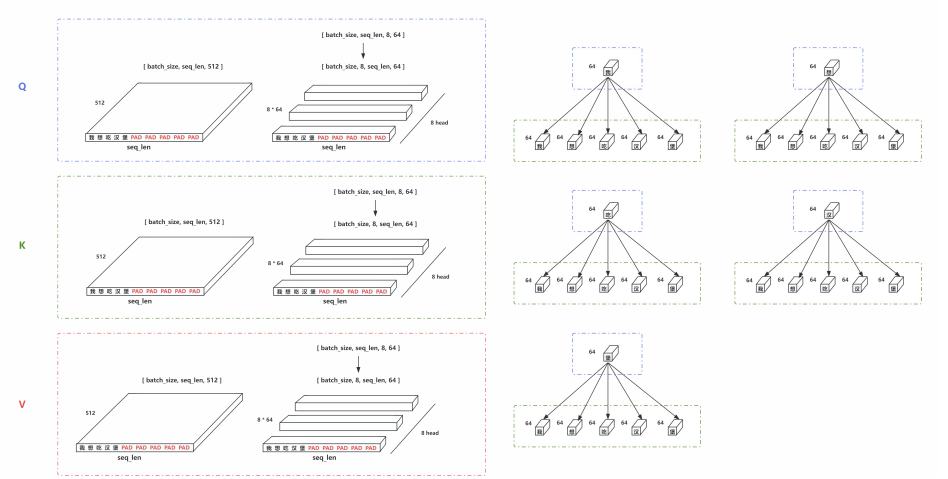 Q
[ batch_size, seq_len, 8, 64 ]
[ batch_size, seq_len, 512 ]
[ batch_size, 8, seq_len, 64 ]
512
8 * 64
8 head
我 想 吃 汉 堡 PAD PAD PAD PAD PAD
我 想 吃 汉 堡 PAD PAD PAD PAD PAD
seq_len
seq_len
64
我
64 64 64 64 64
我 想 吃 汉 堡
64
想
64 64 64 64 64
我 想 吃 汉 堡
K
[ batch_size, seq_len, 8, 64 ]
[ batch_size, seq_len, 512 ]
[ batch_size, 8, seq_len, 64 ]
512
8 * 64
8 head
我 想 吃 汉 堡 PAD PAD PAD PAD PAD
我 想 吃 汉 堡 PAD PAD PAD PAD PAD
seq_len
seq_len
64
吃
64 64 64 64 64
我 想 吃 汉 堡
64
汉
64 64 64 64 64
我 想 吃 汉 堡
V
[ batch_size, seq_len, 8, 64 ]
[ batch_size, seq_len, 512 ]
[ batch_size, 8, seq_len, 64 ]
512
8 * 64
8 head
我 想 吃 汉 堡 PAD PAD PAD PAD PAD
我 想 吃 汉 堡 PAD PAD PAD PAD PAD
seq_len
seq_len
64
堡
64 64 64 64 64
我 想 吃 汉 堡